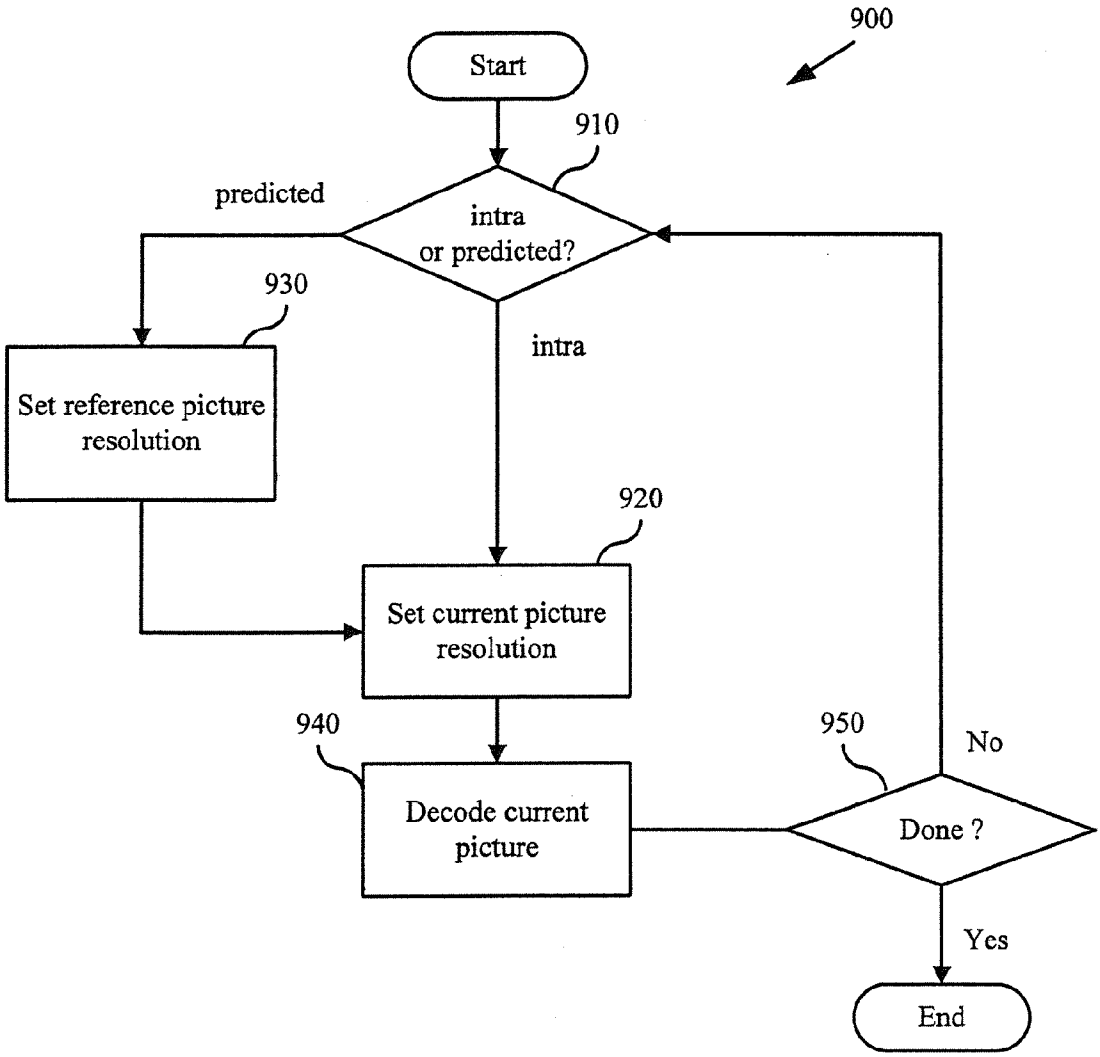 900
Start
910
predicted
intra
or predicted?
930
intra
Set reference picture
resolution
920
Set current picture
resolution
940
950
No
Decode current
picture
Done ?
Yes
End